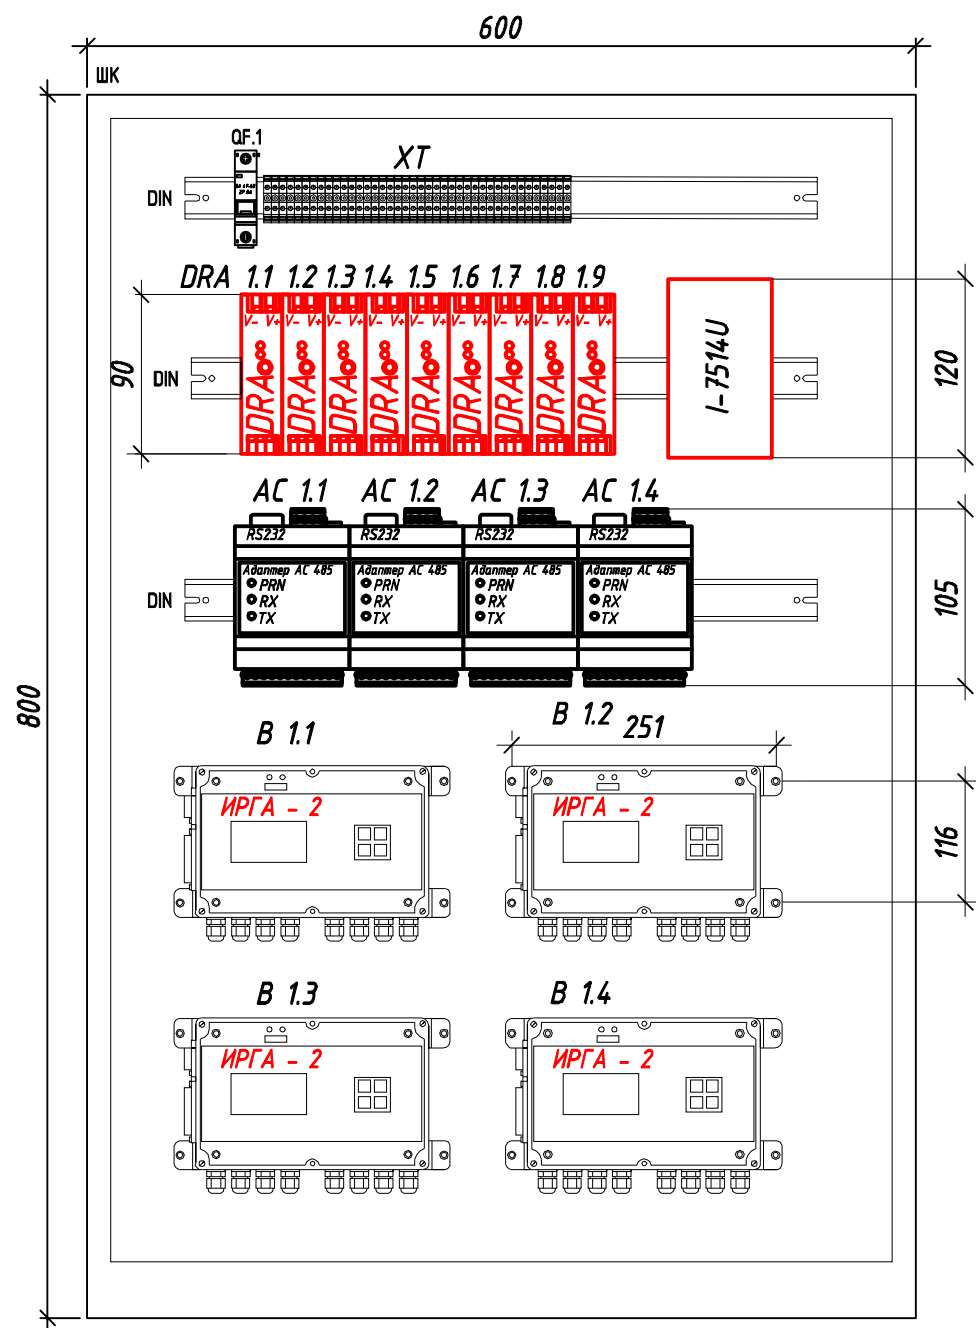 600
ШК
QF.1
XT
DIN
DRA 1.1 1.2 1.3 1.4 1.5 1.6 1.7 1.8 1.9
V- V+ V- V+ V- V+ V- V+ V- V+ V- V+ V- V+ V- V+ V- V+
90
DIN
DRA DRA DRA DRA DRA DRA DRA DRA DRA
I-7514U
120
AC 1.1 AC 1.2 AC 1.3 AC 1.4
RS232 RS232 RS232 RS232
Адаптер AC 485 Адаптер AC 485 Адаптер AC 485 Адаптер AC 485
PRN PRN PRN PRN
DIN
RX RX RX RX
TX TX TX TX
105
800
B 1.1
B 1.2
251
ИРГА - 2 ИРГА - 2
116
B 1.3 B 1.4
ИРГА - 2 ИРГА - 2